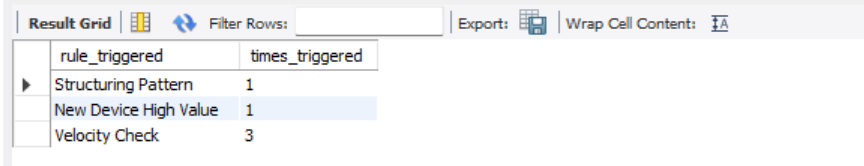 Result Grid Filter Rows: Export: Wrap Cell Content: IA
rule_triggered times_triggered
Structuring Pattern 1
New Device High Value 1
Velocity Check 3